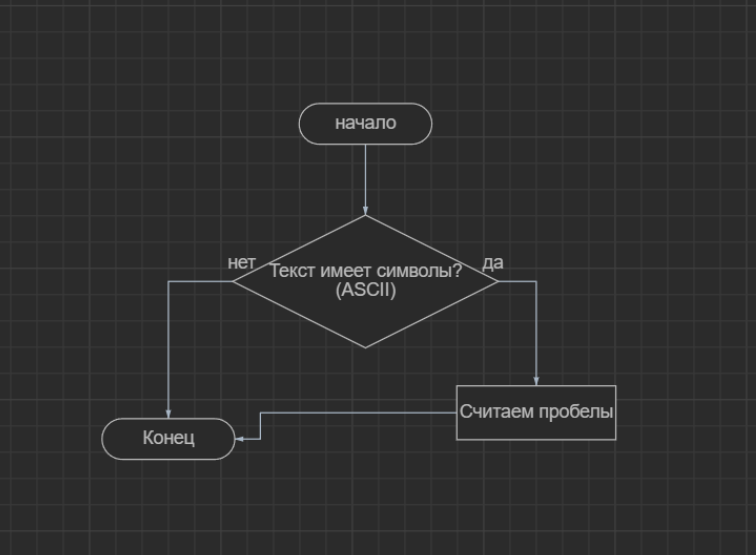 начало
нет
Текст имеет символы?
(ASCII)
да
Считаем пробелы
Конец